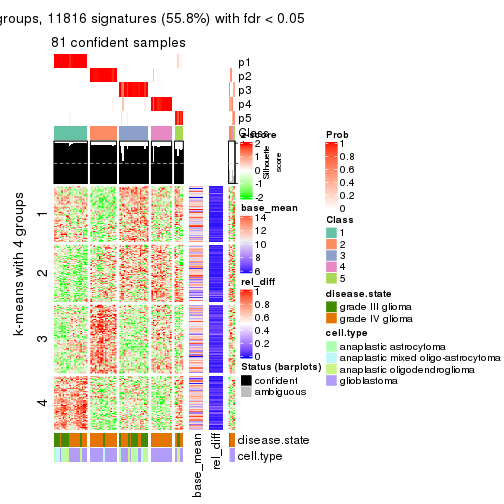 groups, 11816 signatures (55.8%) with fdr < 0.05
81 confident samples
p1
p2
p3
p4
p5
Class
Silhouette
score
k-means with 4 groups
1
2
3
4
z-score
2
1
0
-1
-2
base_mean
14
12
10
8
6
rel_diff
1
0.8
0.6
0.4
0.2
0
Status (barplots)
confident
ambiguous
Prob
1
0.8
0.6
0.4
0.2
0
Class
1
2
3
4
5
disease.state
grade III glioma
grade IV glioma
cell.type
anaplastic astrocytoma
anaplastic mixed oligo-astrocytoma
anaplastic oligodendroglioma
glioblastoma
disease.state
cell.type
base_mean
rel_diff